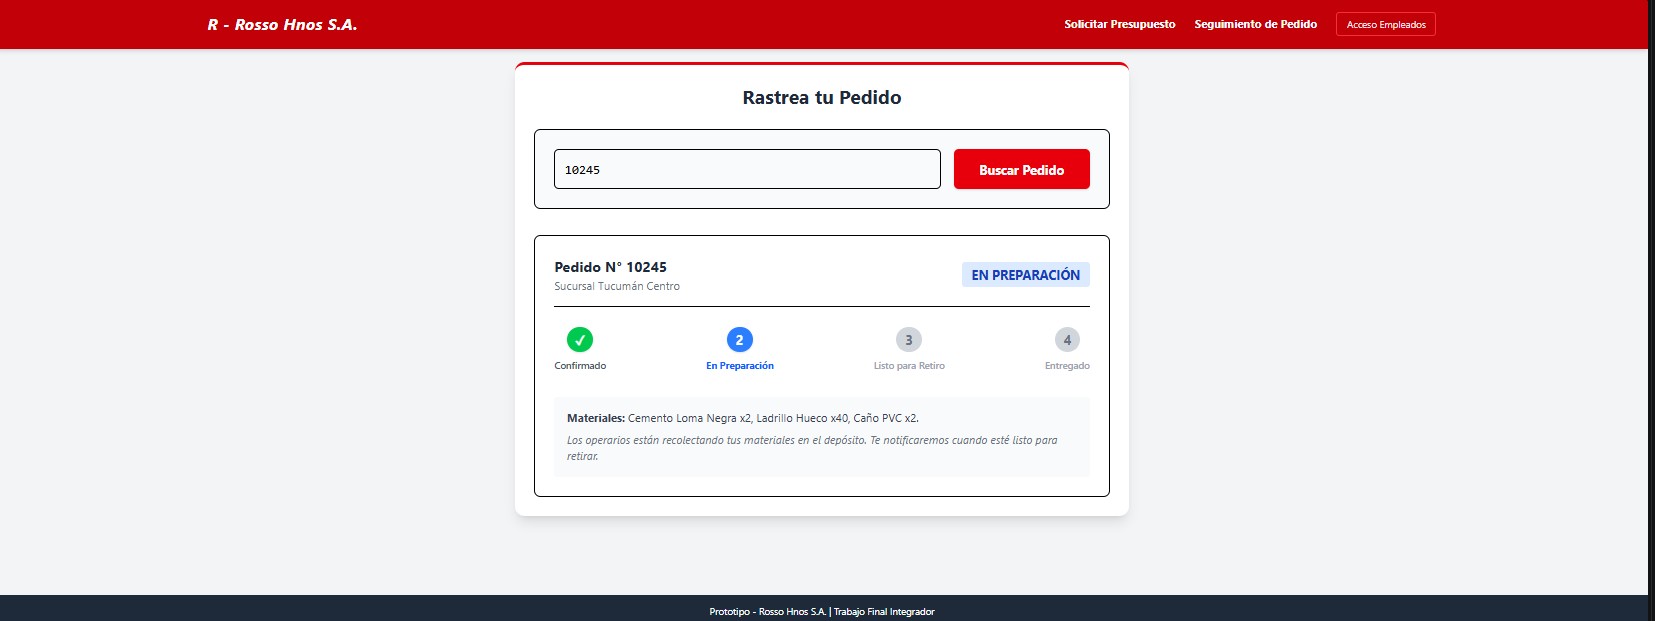 R - Rosso Hnos S.A.
Solicitar Presupuesto
Seguimiento de Pedido
Acceso Empleados
Rastrea tu Pedido
10245
Buscar Pedido
Pedido N° 10245
EN PREPARACIÓN
Sucursal Tucumán Centro
✓
2
3
4
Confirmado
En Preparación
Listo para Retiro
Entregado
Materiales: Cemento Loma Negra x2, Ladrillo Hueco x40, Caño PVC x2.
Los operarios están recolectando tus materiales en el depósito. Te notificaremos cuando esté listo para
retirar.
Prototipo - Rosso Hnos S.A. | Trabajo Final Integrador